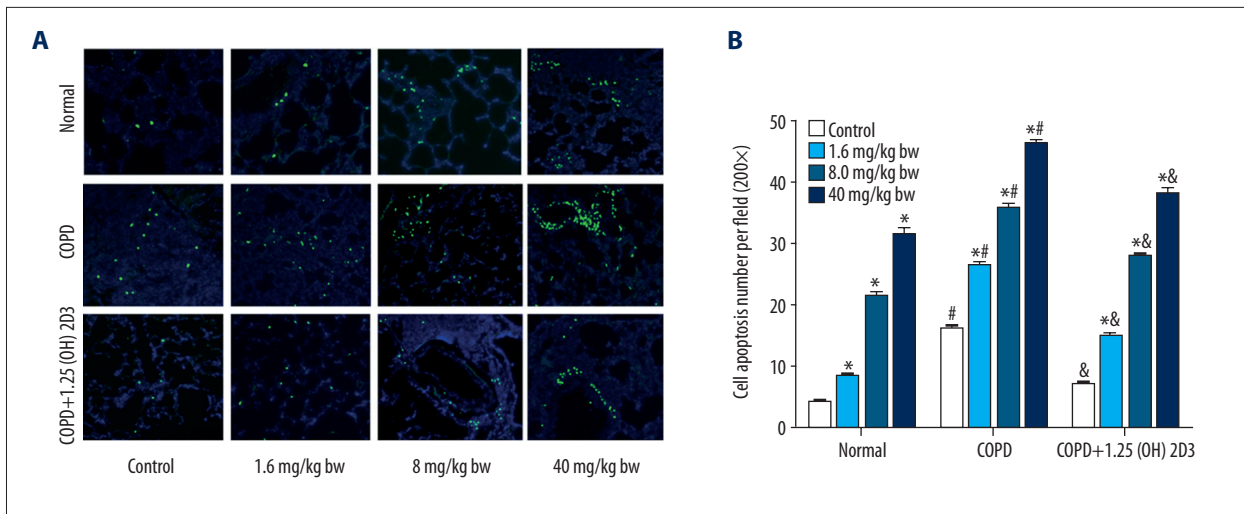 A
Normal
COPD
COPD+1.25 (OH) 2D3
Control
1.6 mg/kg bw
8 mg/kg bw
40 mg/kg bw
B
Cell apoptosis number per field (200×)
50
40
30
20
10
0
Control
1.6 mg/kg bw
8.0 mg/kg bw
40 mg/kg bw
*
*
*
#
*#
*#
*#
&
*&
*&
*&
Normal
COPD
COPD+1.25 (OH) 2D3